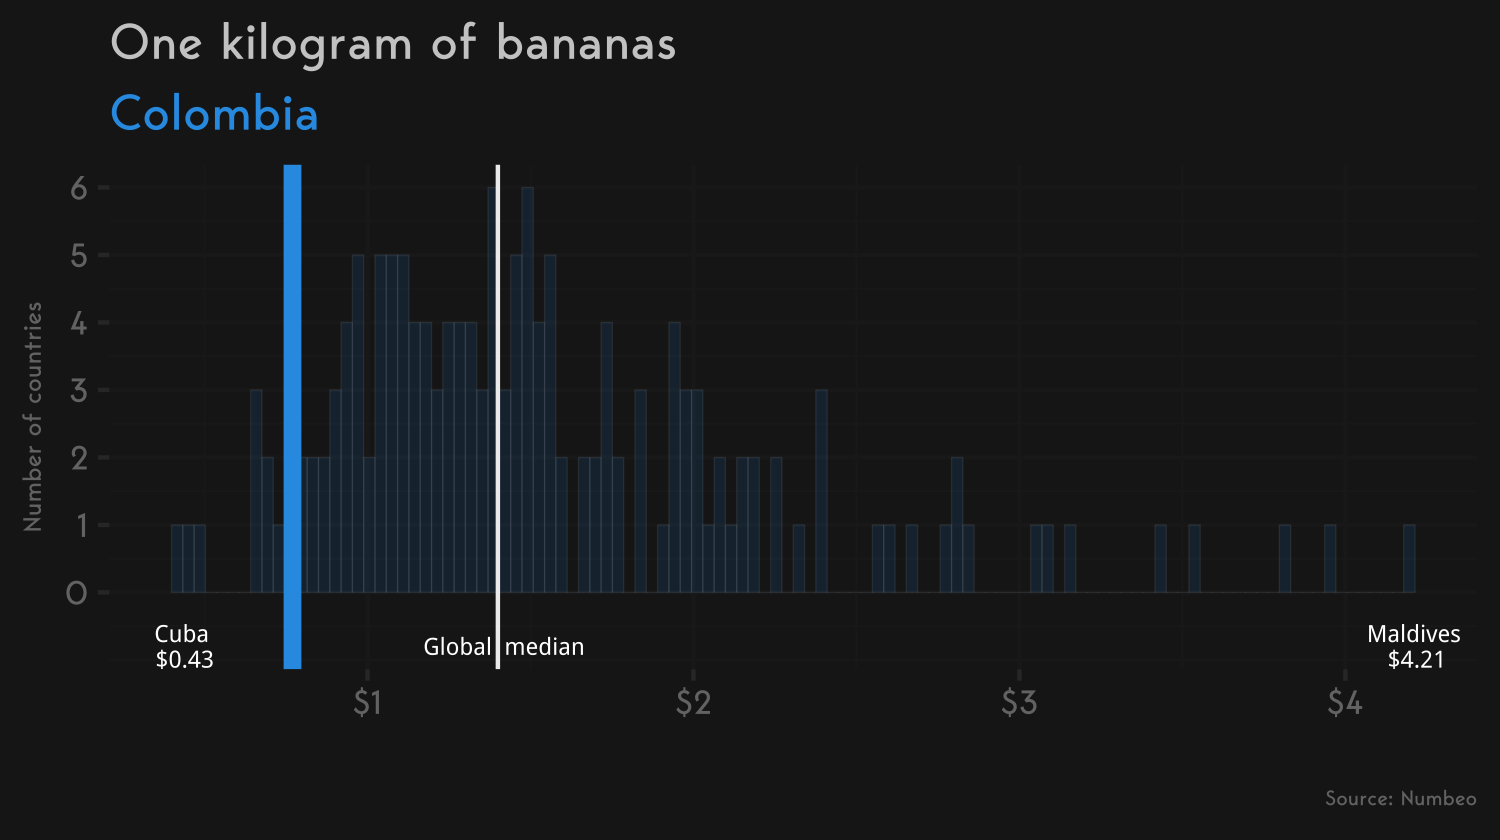 One kilogram of bananas
Colombia
Number of countries
6
5
4
3
2
1
0
Cuba
$0.43
Global median
Maldives
$4.21
$1 $2 $3 $4
Source: Numbeo